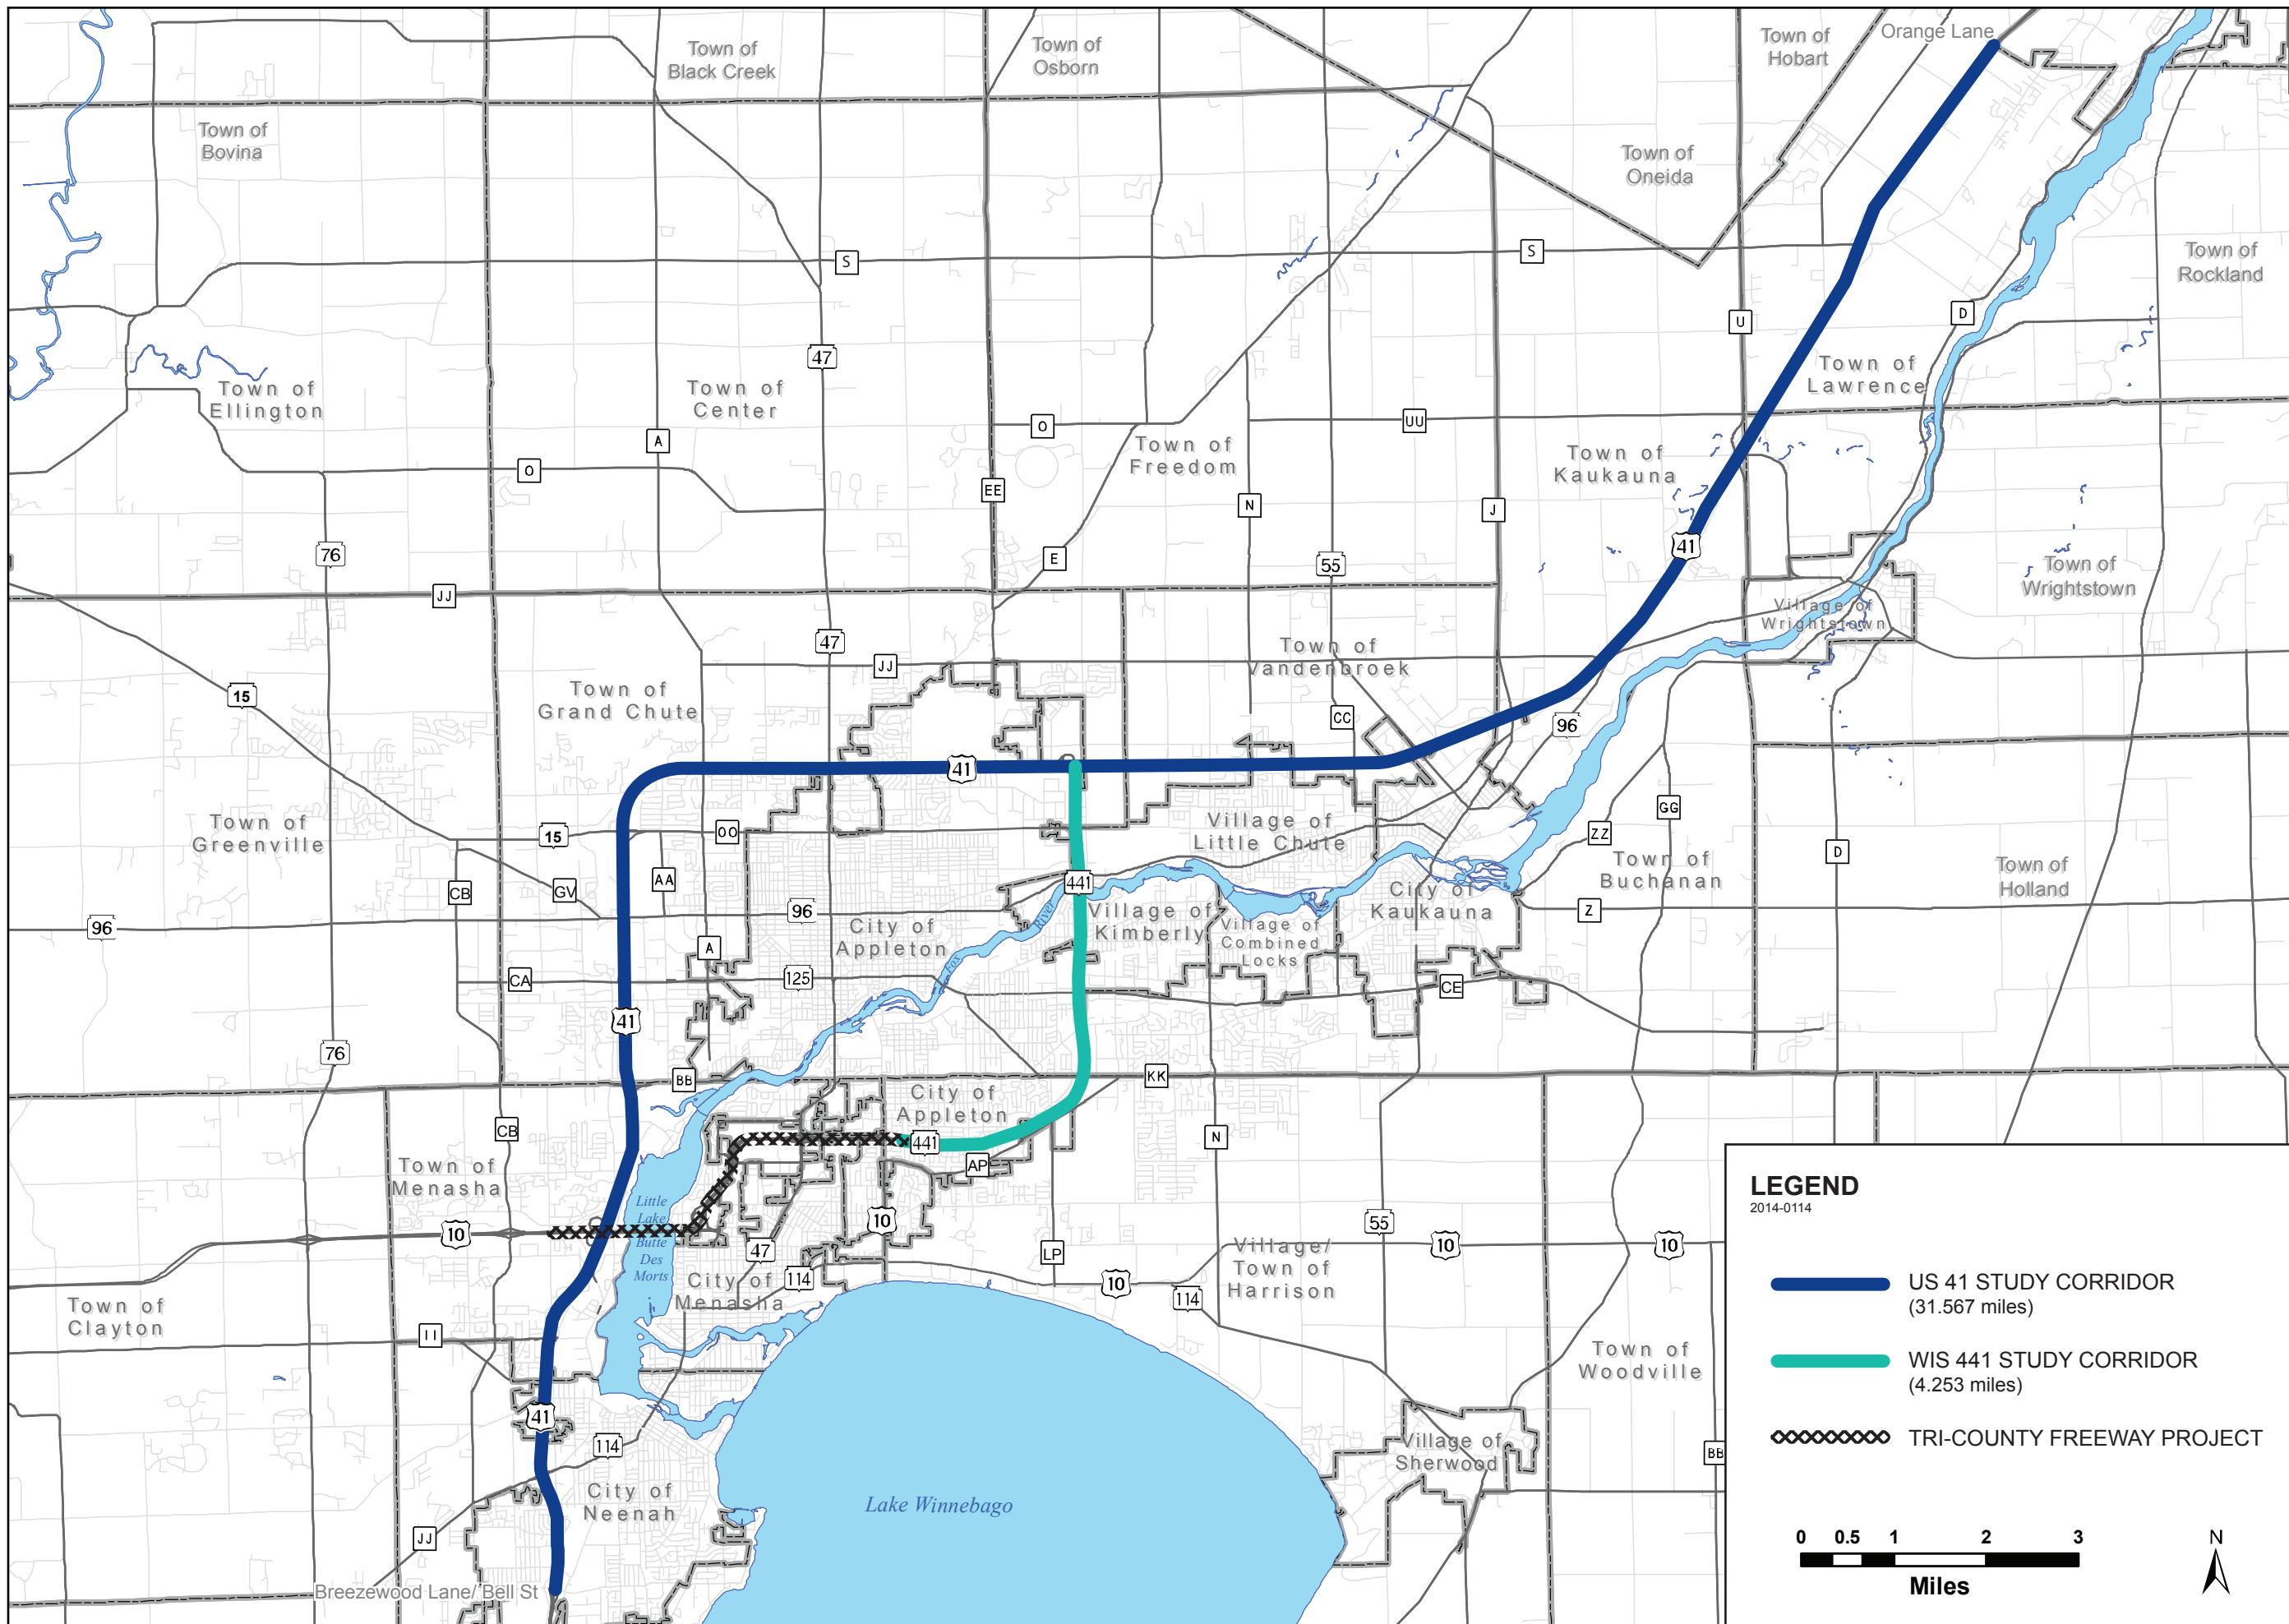 Town of
Black Creek
Town of
Osborn
Town of
Hobart
Orange Lane
Town of
Bovina
Town of
Oneida
S
S
Town of
Rockland
U
D
47
Town of
Ellington
Town of
Center
Town of
Lawrence
A
O
UU
O
Town of
Freedom
Town of
Kaukauna
EE
N
J
41
76
E
55
JJ
Town of
Wrightstown
Village of
Wrightstown
47
JJ
Town of
Vandenbroek
15
Town of
Grand Chute
CC
96
41
Town of
Greenville
15
OO
Village of
Little Chute
GG
ZZ
Town of
Buchanan
D
Town of
Holland
CB
GV
AA
441
City of
Kaukauna
96
96
City of
Appleton
River
Fox
Village of
Kimberly
Village of
Combined
Locks
Z
A
CA
125
CE
41
76
BB
KK
City of
Appleton
CB
441
N
AP
Town of
Menasha
Little
Lake
Butte
Des
Morts
10
10
47
LP
55
10
10
Village/
Town of
Harrison
City of
Menasha
114
10
114
Town of
Clayton
II
Town of
Woodville
41
114
Village of
Sherwood
BB
City of
Neenah
Lake Winnebago
JJ
Breezewood Lane/ Bell St
LEGEND
2014-0114
US 41 STUDY CORRIDOR
(31.567 miles)
WIS 441 STUDY CORRIDOR
(4.253 miles)
TRI-COUNTY FREEWAY PROJECT
0 0.5 1 2 3
Miles
N